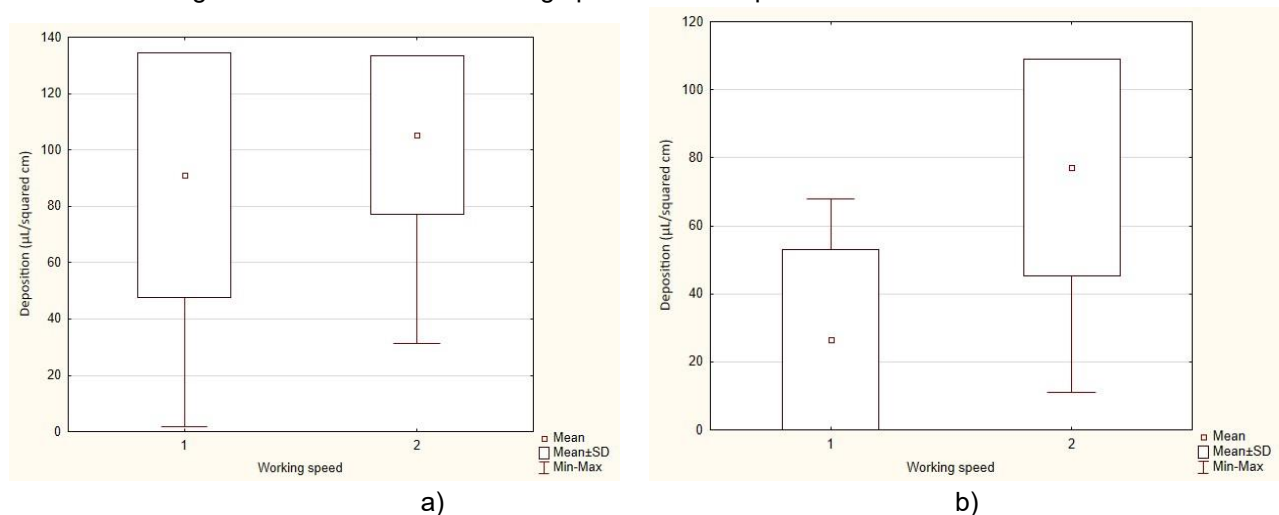 140
120
100
80
60
40
20
0
Deposition (µL/squared cm)
1
2
Working speed
Mean
Mean±SD
Min-Max
a)
120
100
80
60
40
20
0
Deposition (µL/squared cm)
1
2
Working speed
Mean
Mean±SD
Min-Max
b)